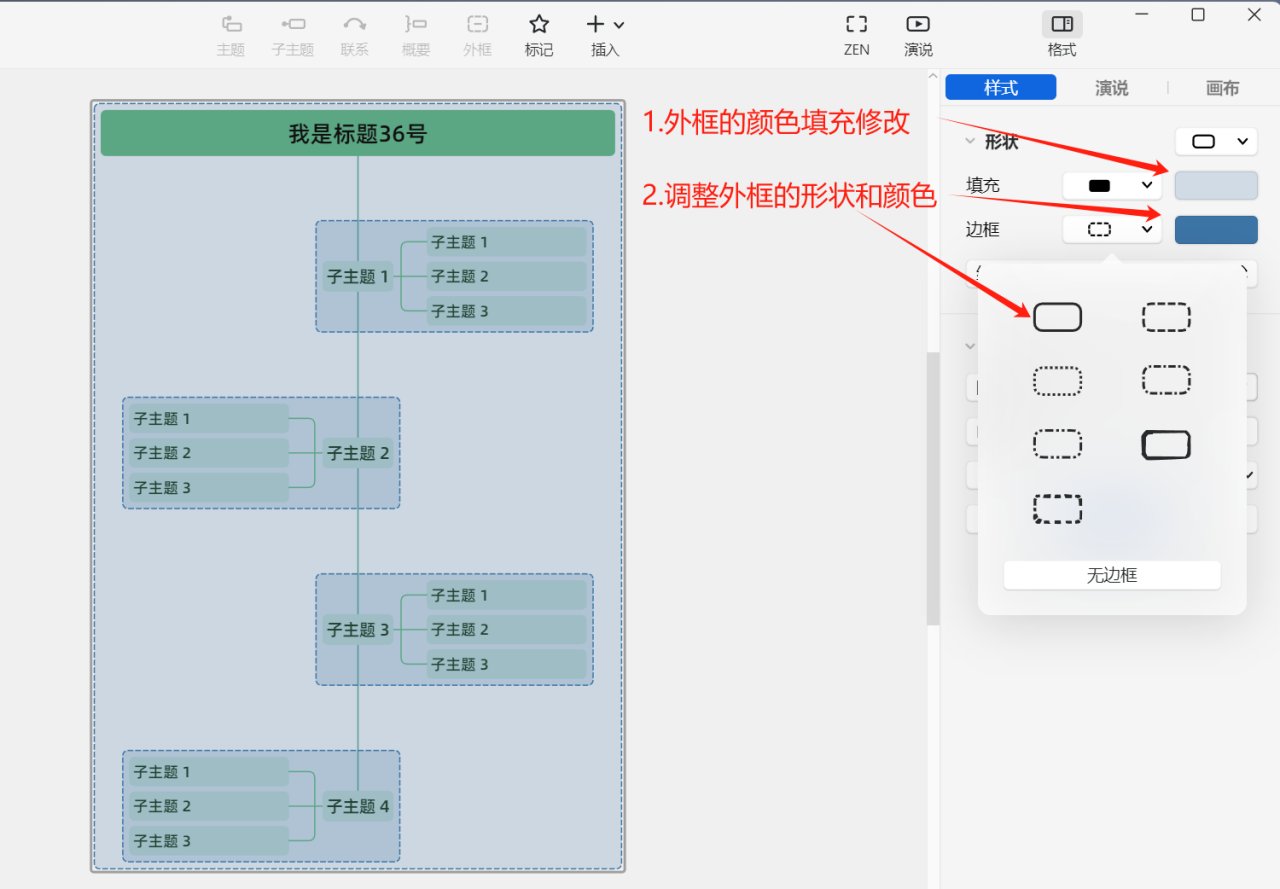 主题
子主题
联系
概要
外框
标记
插入
ZEN
演说
格式
样式
演说
画布
我是标题36号
1.外框的颜色填充修改
形状
2.调整外框的形状和颜色
填充
边框
子主题 1
子主题 1
子主题 2
子主题 3
子主题 1
子主题 2
子主题 3
子主题 2
子主题 3
子主题 1
子主题 2
子主题 3
无边框
子主题 1
子主题 2
子主题 3
子主题 4